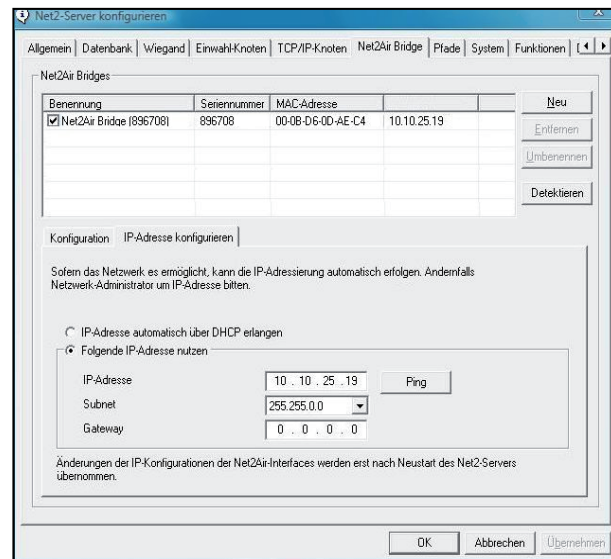 Net2-Server konfigurieren
Allgemein Datenbank Wiegand Einwahl-Knoten TCP/IP-Knoten Net2Air Bridge Pfade System Funktionen
Net2Air Bridges
Benennung Seriennummer MAC-Adresse
Net2Air Bridge (896708) 896708 00-0B-D6-0D-AE-C4 10.10.25.19
Neu
Entfernen
Umbenennen
Detektieren
Konfiguration IP-Adresse konfigurieren
Sofern das Netzwerk es ermöglicht, kann die IP-Adressierung automatisch erfolgen. Andernfalls
Netzwerk-Administrator um IP-Adresse bitten.
IP-Adresse automatisch über DHCP erlangen
Folgende IP-Adresse nutzen
IP-Adresse 10 . 10 . 25 . 19 Ping
Subnet 255.255.0.0
Gateway 0 . 0 . 0 . 0
Änderungen der IP-Konfigurationen der Net2Air-Interfaces werden erst nach Neustart des Net2-Servers
übernommen.
OK Abbrechen Übernehmen